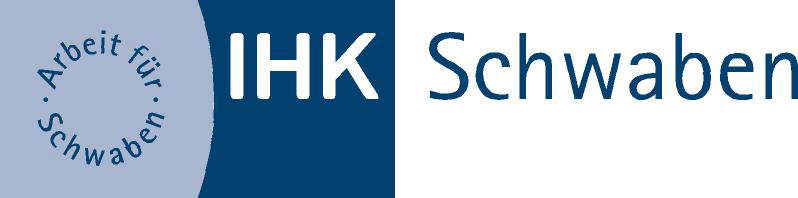 Arbeit für
· Schwaben ·
IHK Schwaben